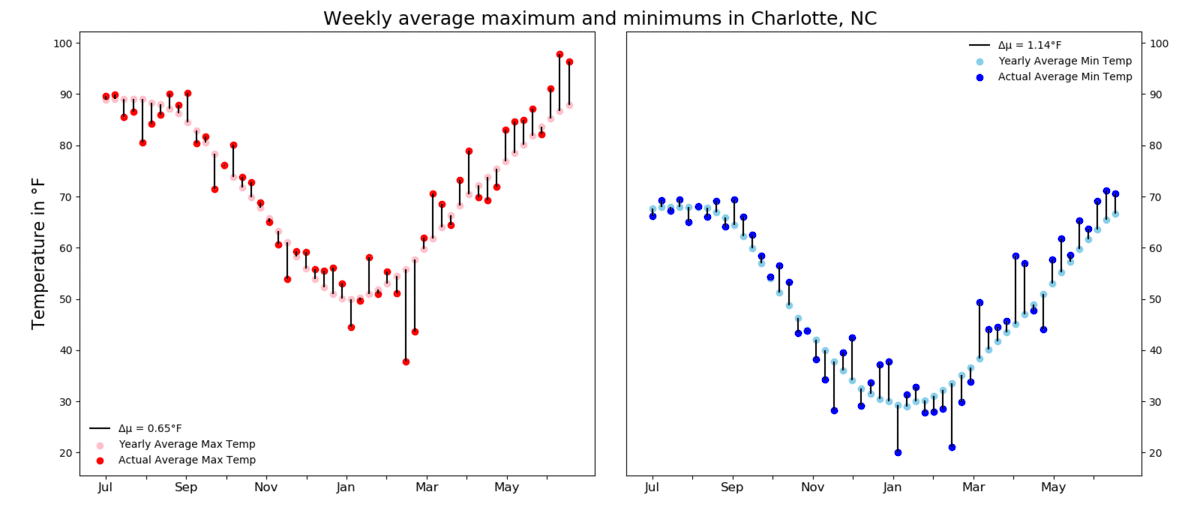 Weekly average maximum and minimums in Charlotte, NC
Temperature in °F
100
90
80
70
60
50
40
30
20
Δμ = 0.65°F
Yearly Average Max Temp
Actual Average Max Temp
Jul Sep Nov Jan Mar May
Δμ = 1.14°F
Yearly Average Min Temp
Actual Average Min Temp
100
90
80
70
60
50
40
30
20
Jul Sep Nov Jan Mar May